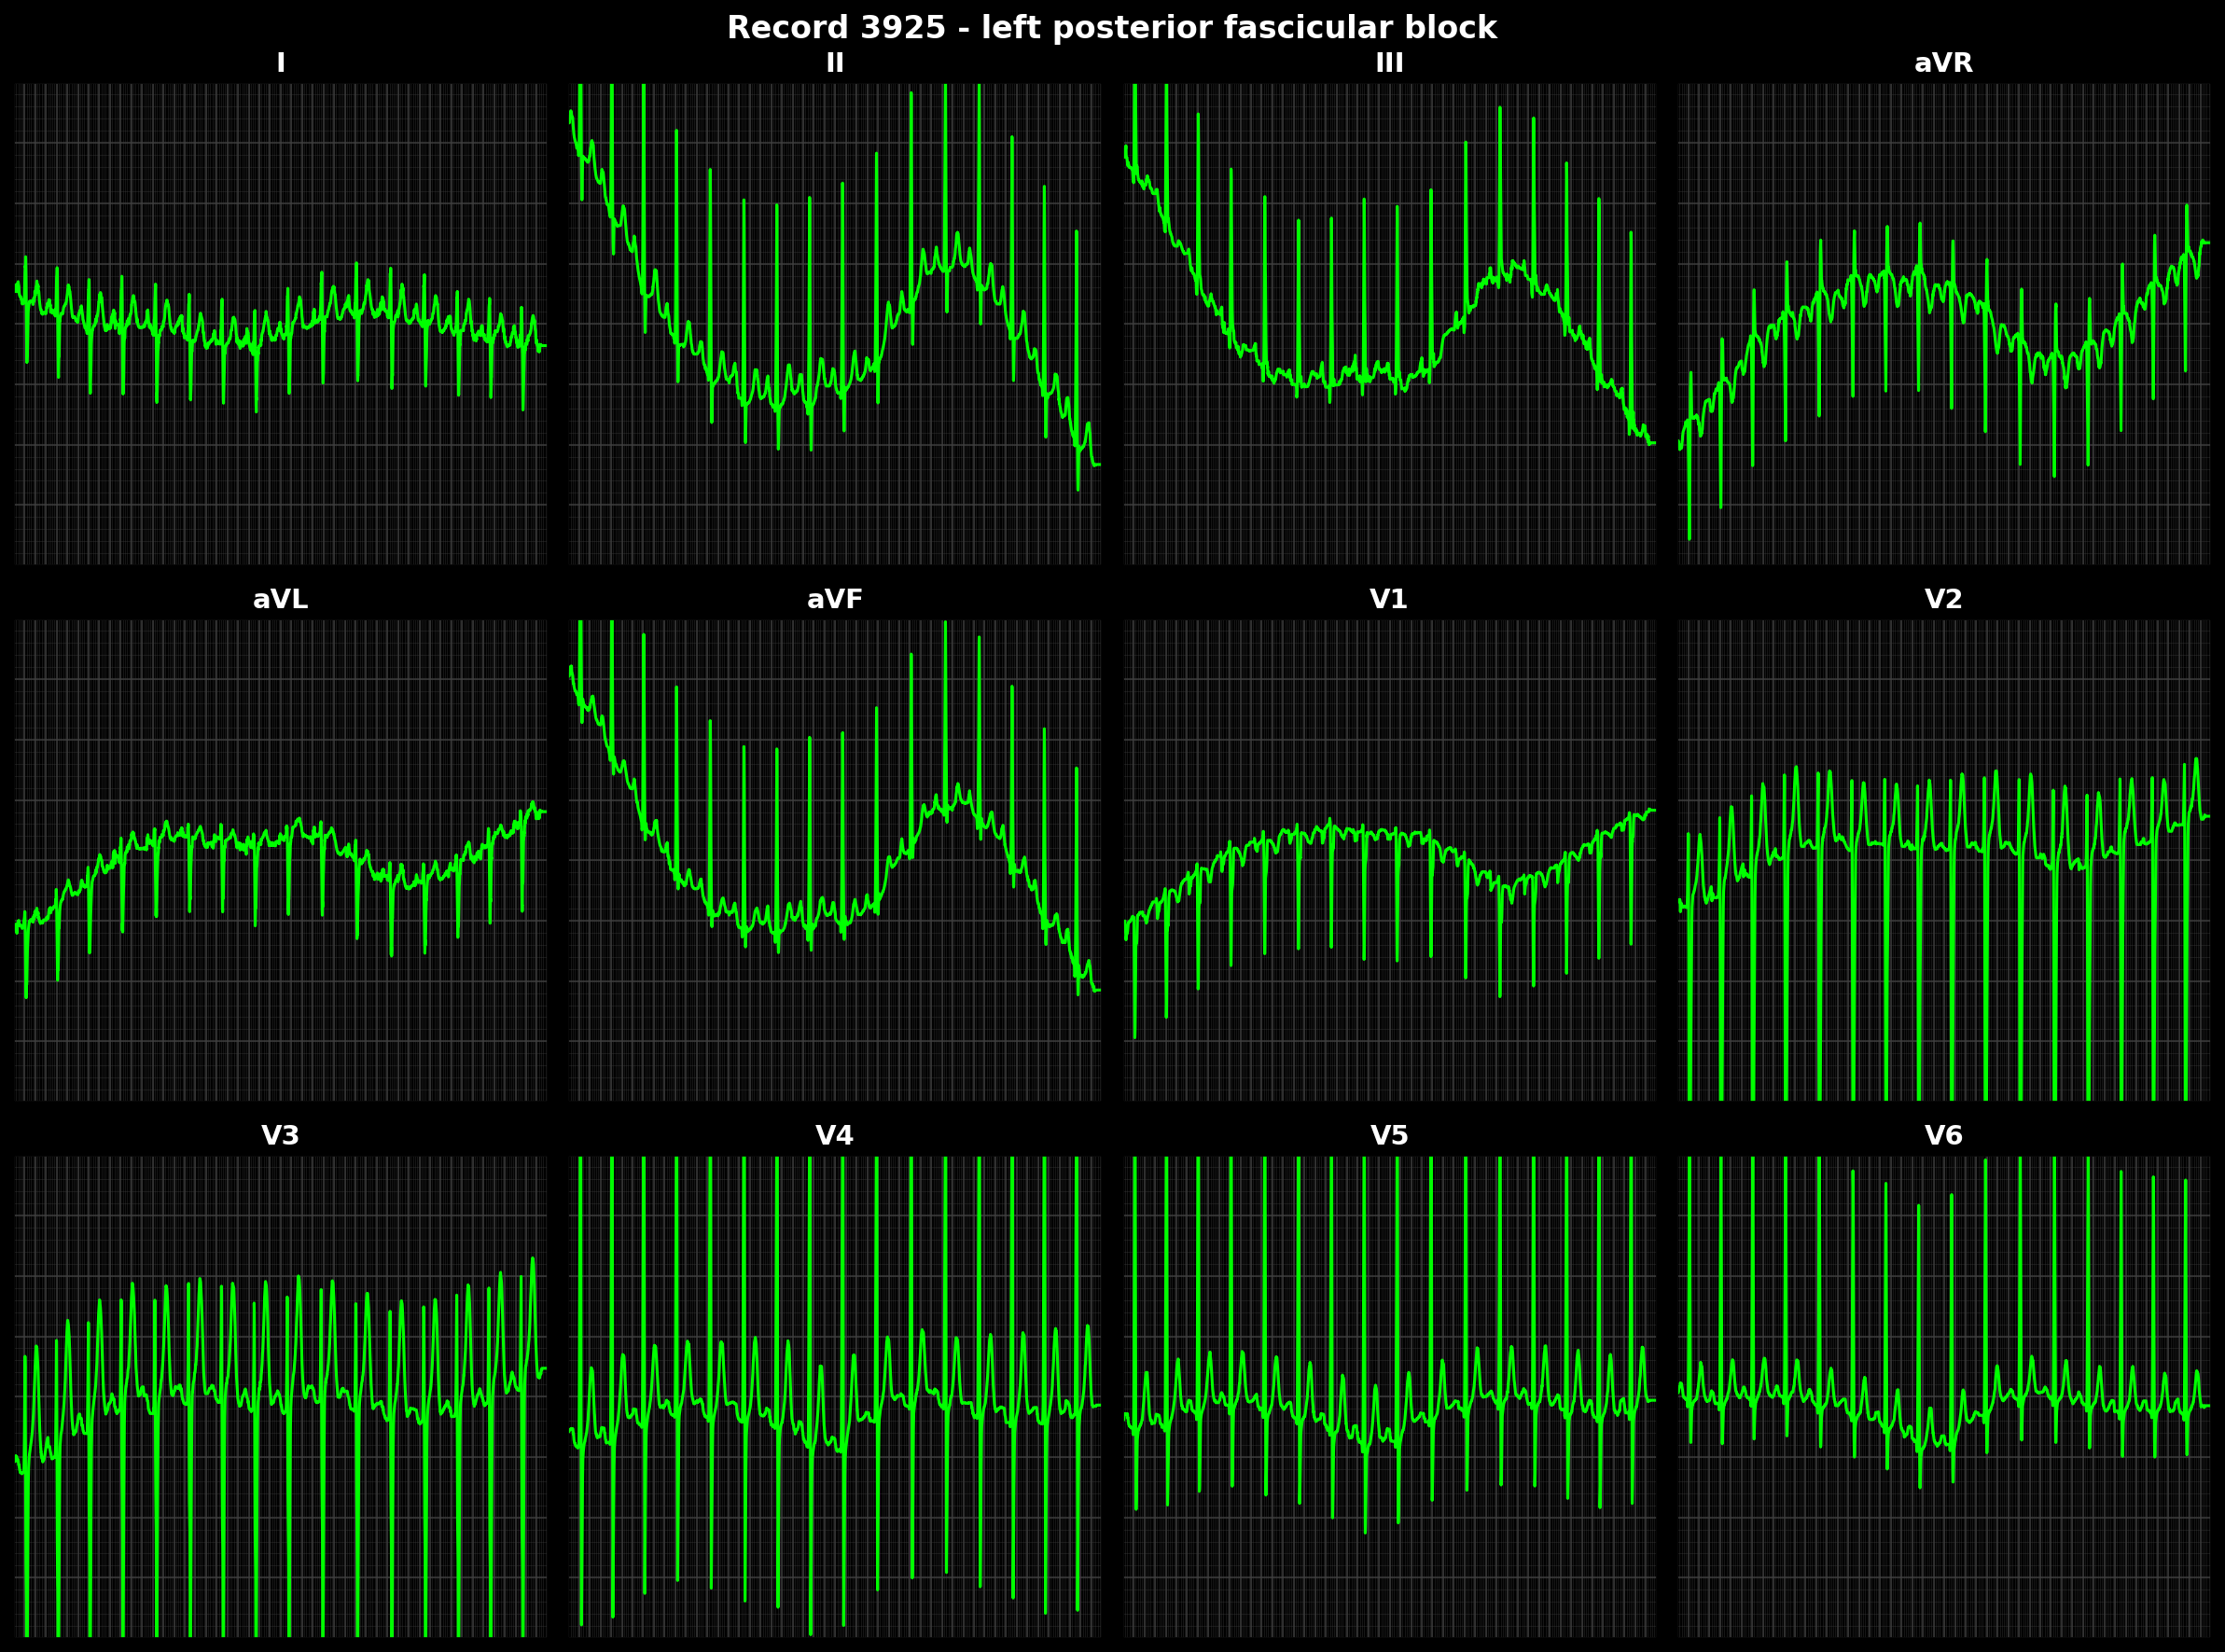 Record 3925 - left posterior fascicular block
I
II
III
aVR
aVL
aVF
V1
V2
V3
V4
V5
V6